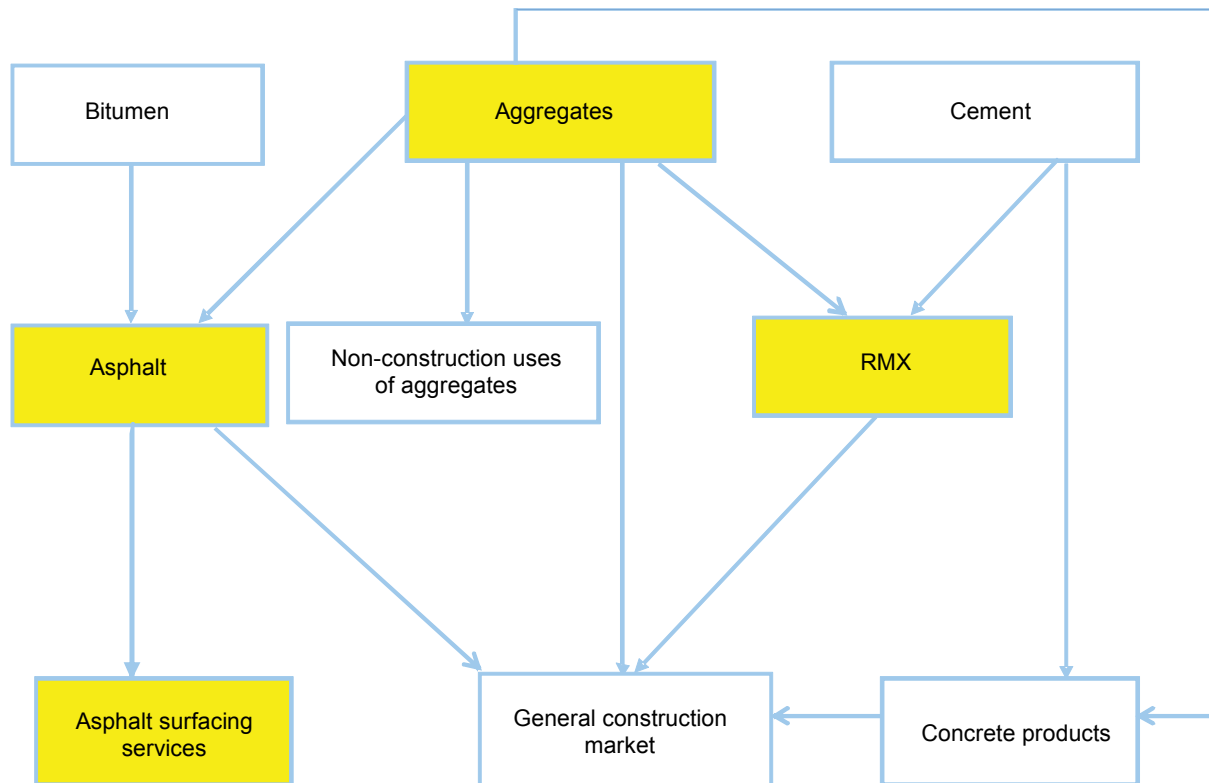 Bitumen
Aggregates
Cement
Asphalt
Non-construction uses
of aggregates
RMX
Asphalt surfacing
services
General construction
market
Concrete products